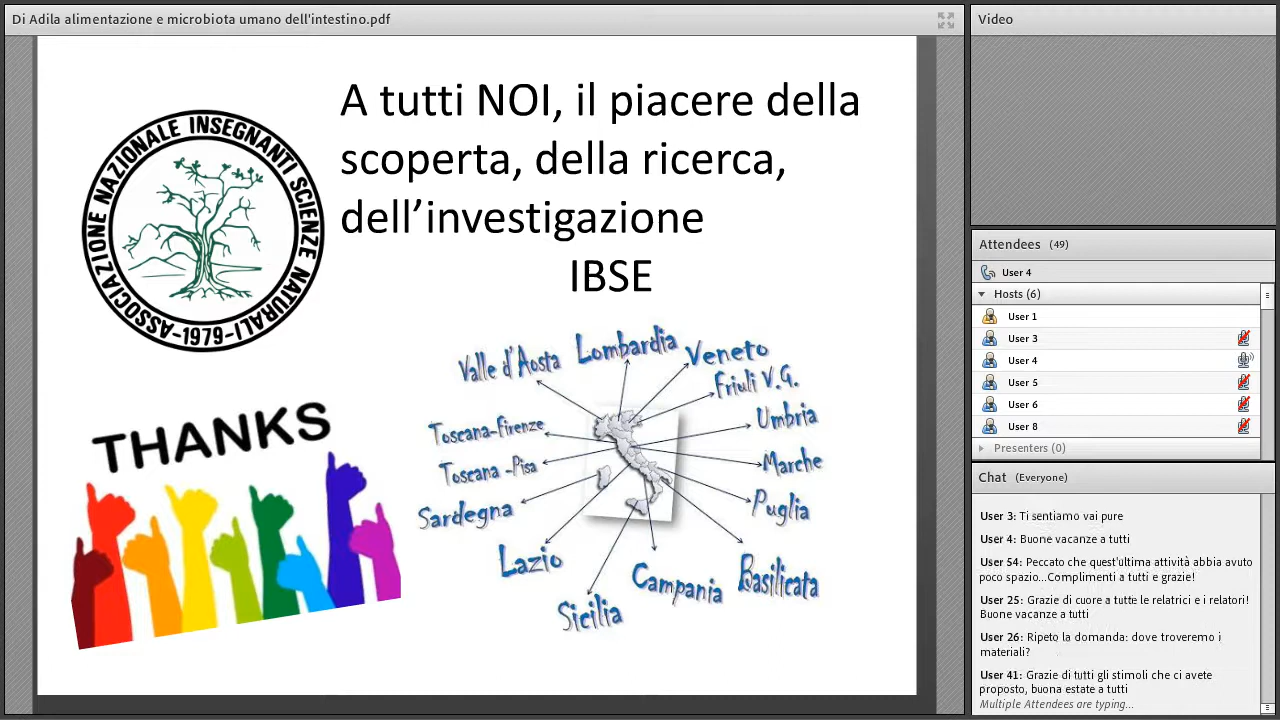 Di Adila alimentazione e microbiota umano dell'intestino.pdf
A tutti NOI, il piacere della
scoperta, della ricerca,
dell’investigazione
IBSE
ASSOCIAZIONE NAZIONALE INSEGNANTI SCIENZE NATURALI
-1979-
THANKS
Valle d'Aosta
Lombardia
Veneto
Friuli V.G.
Umbria
Marche
Puglia
Basilicata
Campania
Sicilia
Lazio
Sardegna
Toscana -Pisa
Toscana-Firenze
Video
Attendees (49)
User 4
Hosts (6)
User 1
User 3
User 4
User 5
User 6
User 8
Presenters (0)
Chat (Everyone)
User 3: Ti sentiamo vai pure
User 4: Buone vacanze a tutti
User 54: Peccato che quest'ultima attività abbi avuto
poco spazio...Complimenti a tutti e grazie!
User 25: Grazie di cuore a tutte le relatrici e i relatori!
Buone vacanze a tutti
User 26: Ripeto la domanda: dove troveremo i
materiali?
User 41: Grazie di tutti gli stimoli che ci avete
proposto, buona estate a tutti
Multiple Attendees are typing...